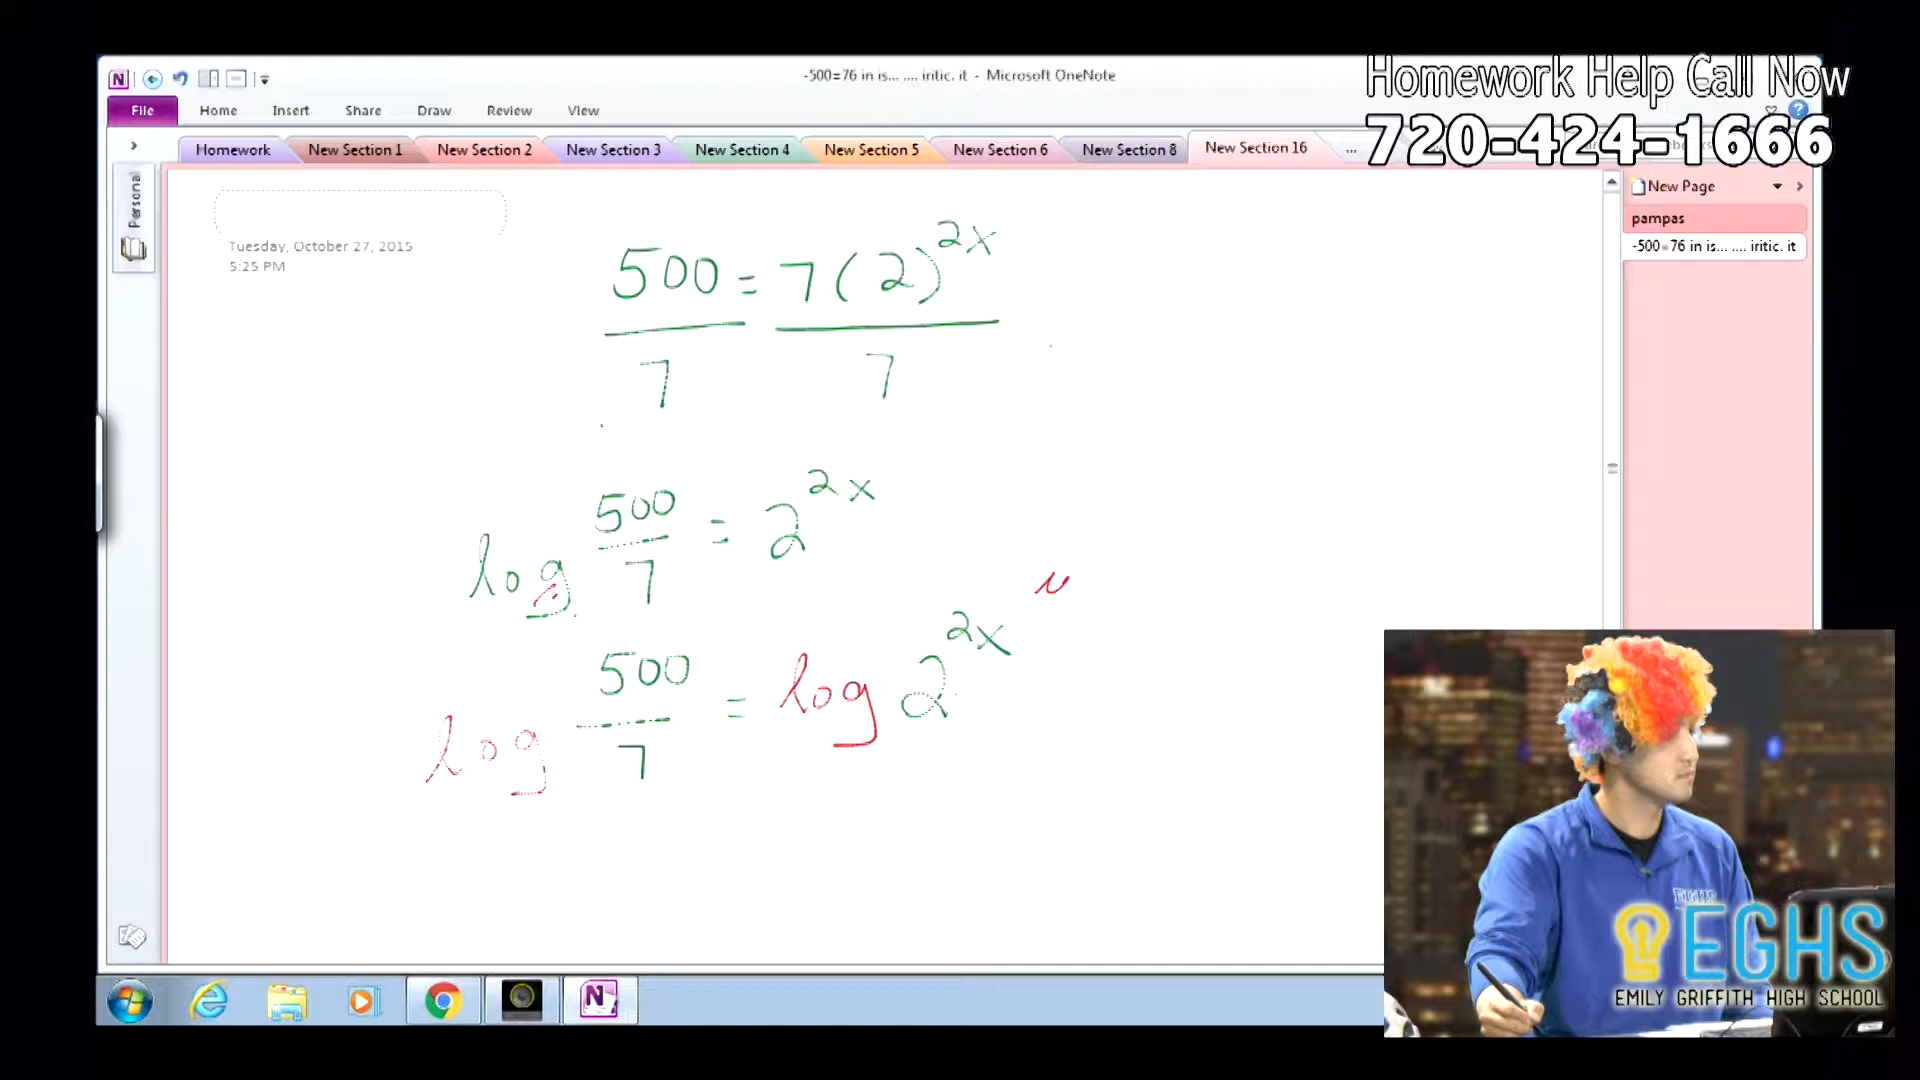 -500=76 in is... .... iritic. it - Microsoft OneNote
Homework Help Call Now
720-424-1666
File Home Insert Share Draw Review View
Homework New Section 1 New Section 2 New Section 3 New Section 4 New Section 5 New Section 6 New Section 8 New Section 16 ...
Personal
New Page
pampas
-500=76 in is... .... iritic. it
Tuesday, October 27, 2015
5:25 PM
500 = 7(2)^2x
7 7
log 500/7 = 2^2x
log 500/7 = log 2^2x
EGHS
EGHS
EMILY GRIFFITH HIGH SCHOOL